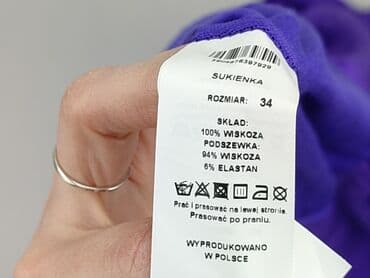 SUKIENKA
ROZMIAR: 34
SKŁAD:
100% WISKOZA
PODSZEWKA:
94% WISKOZA
6% ELASTAN
Prać i prasować na lewej stronie
Prasować po praniu.
WYPRODUKOWANO
W POLSCE